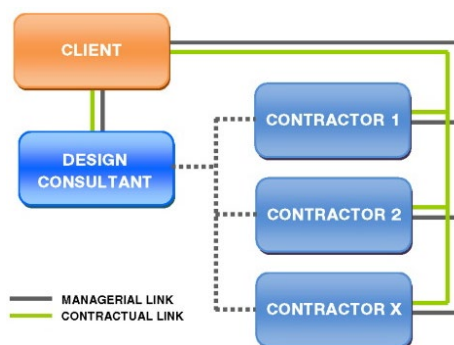 CLIENT
DESIGN
CONSULTANT
CONTRACTOR 1
CONTRACTOR 2
CONTRACTOR X
MANAGERIAL LINK
CONTRACTUAL LINK